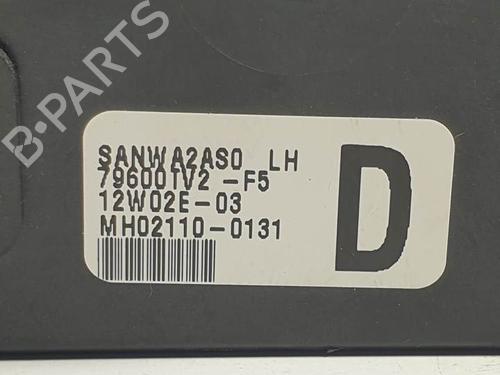 B-PARTS
SANWA2AS0 LH
79600TV2 -F5
12W02E-03
MH02110-0131
D